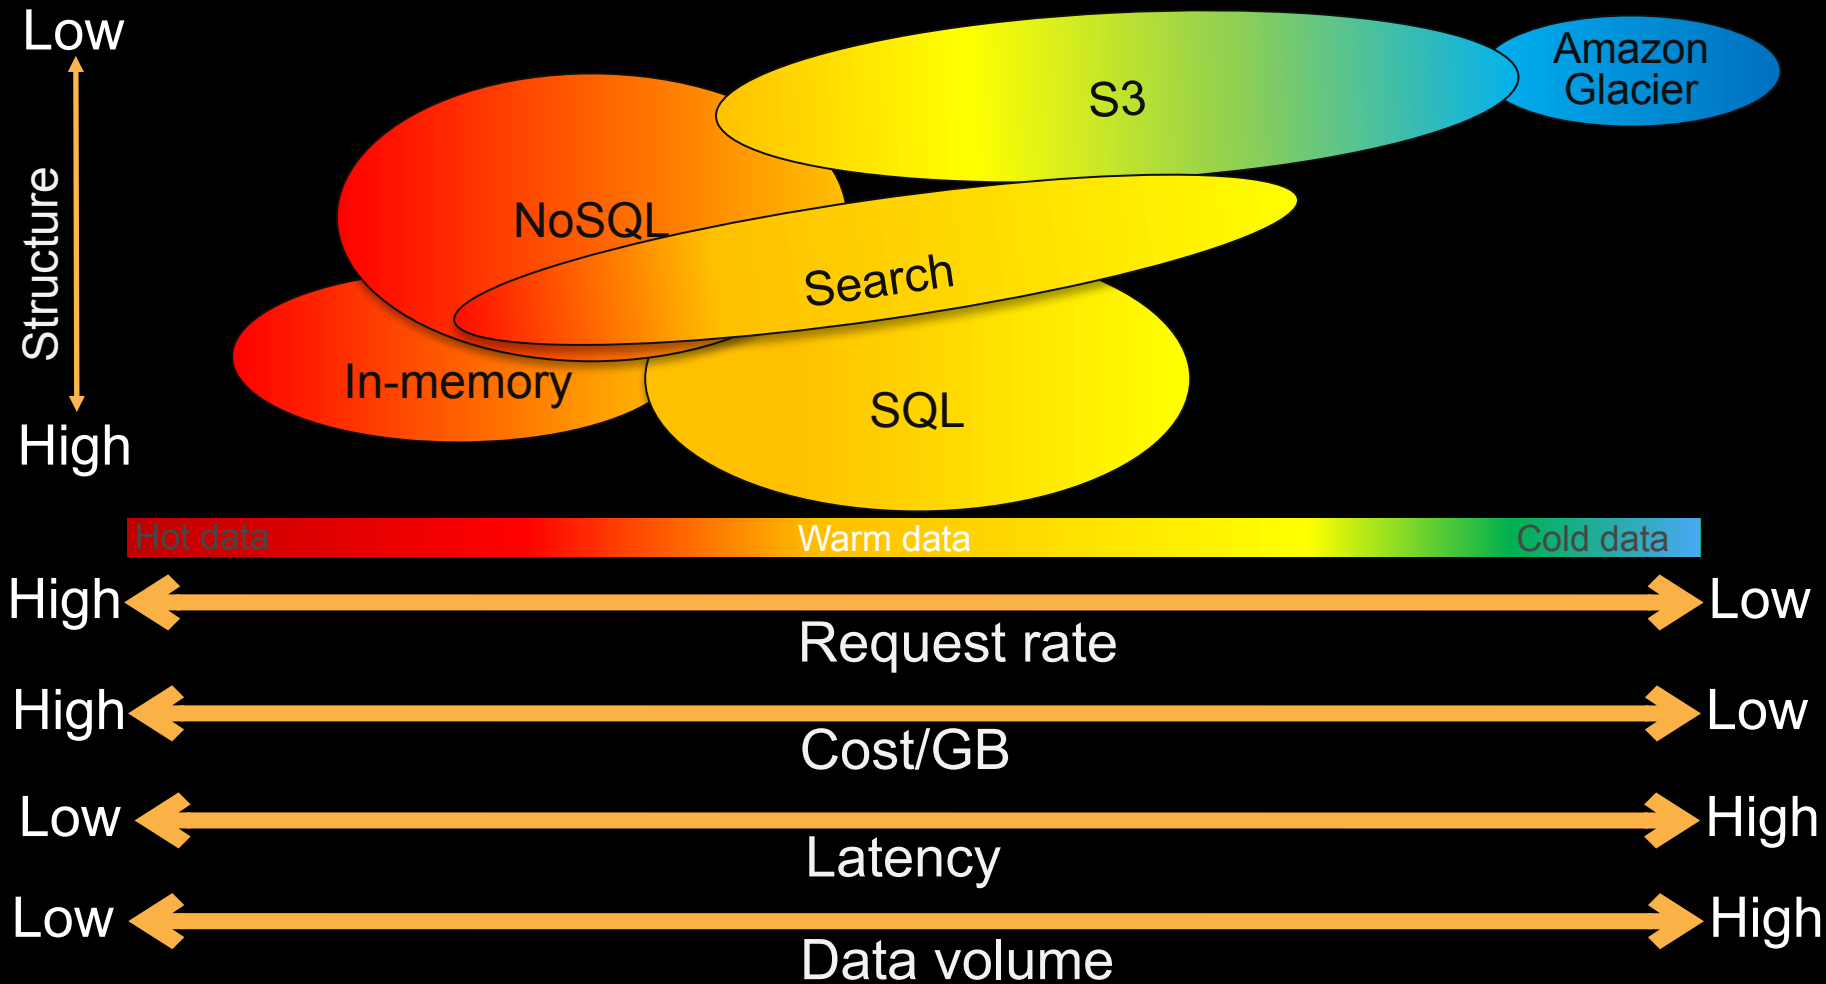 Low
Structure
High
Amazon
Glacier
S3
NoSQL
Search
In-memory
SQL
Hot data
Warm data
Cold data
High
Low
Request rate
High
Low
Cost/GB
Low
High
Latency
Low
High
Data volume